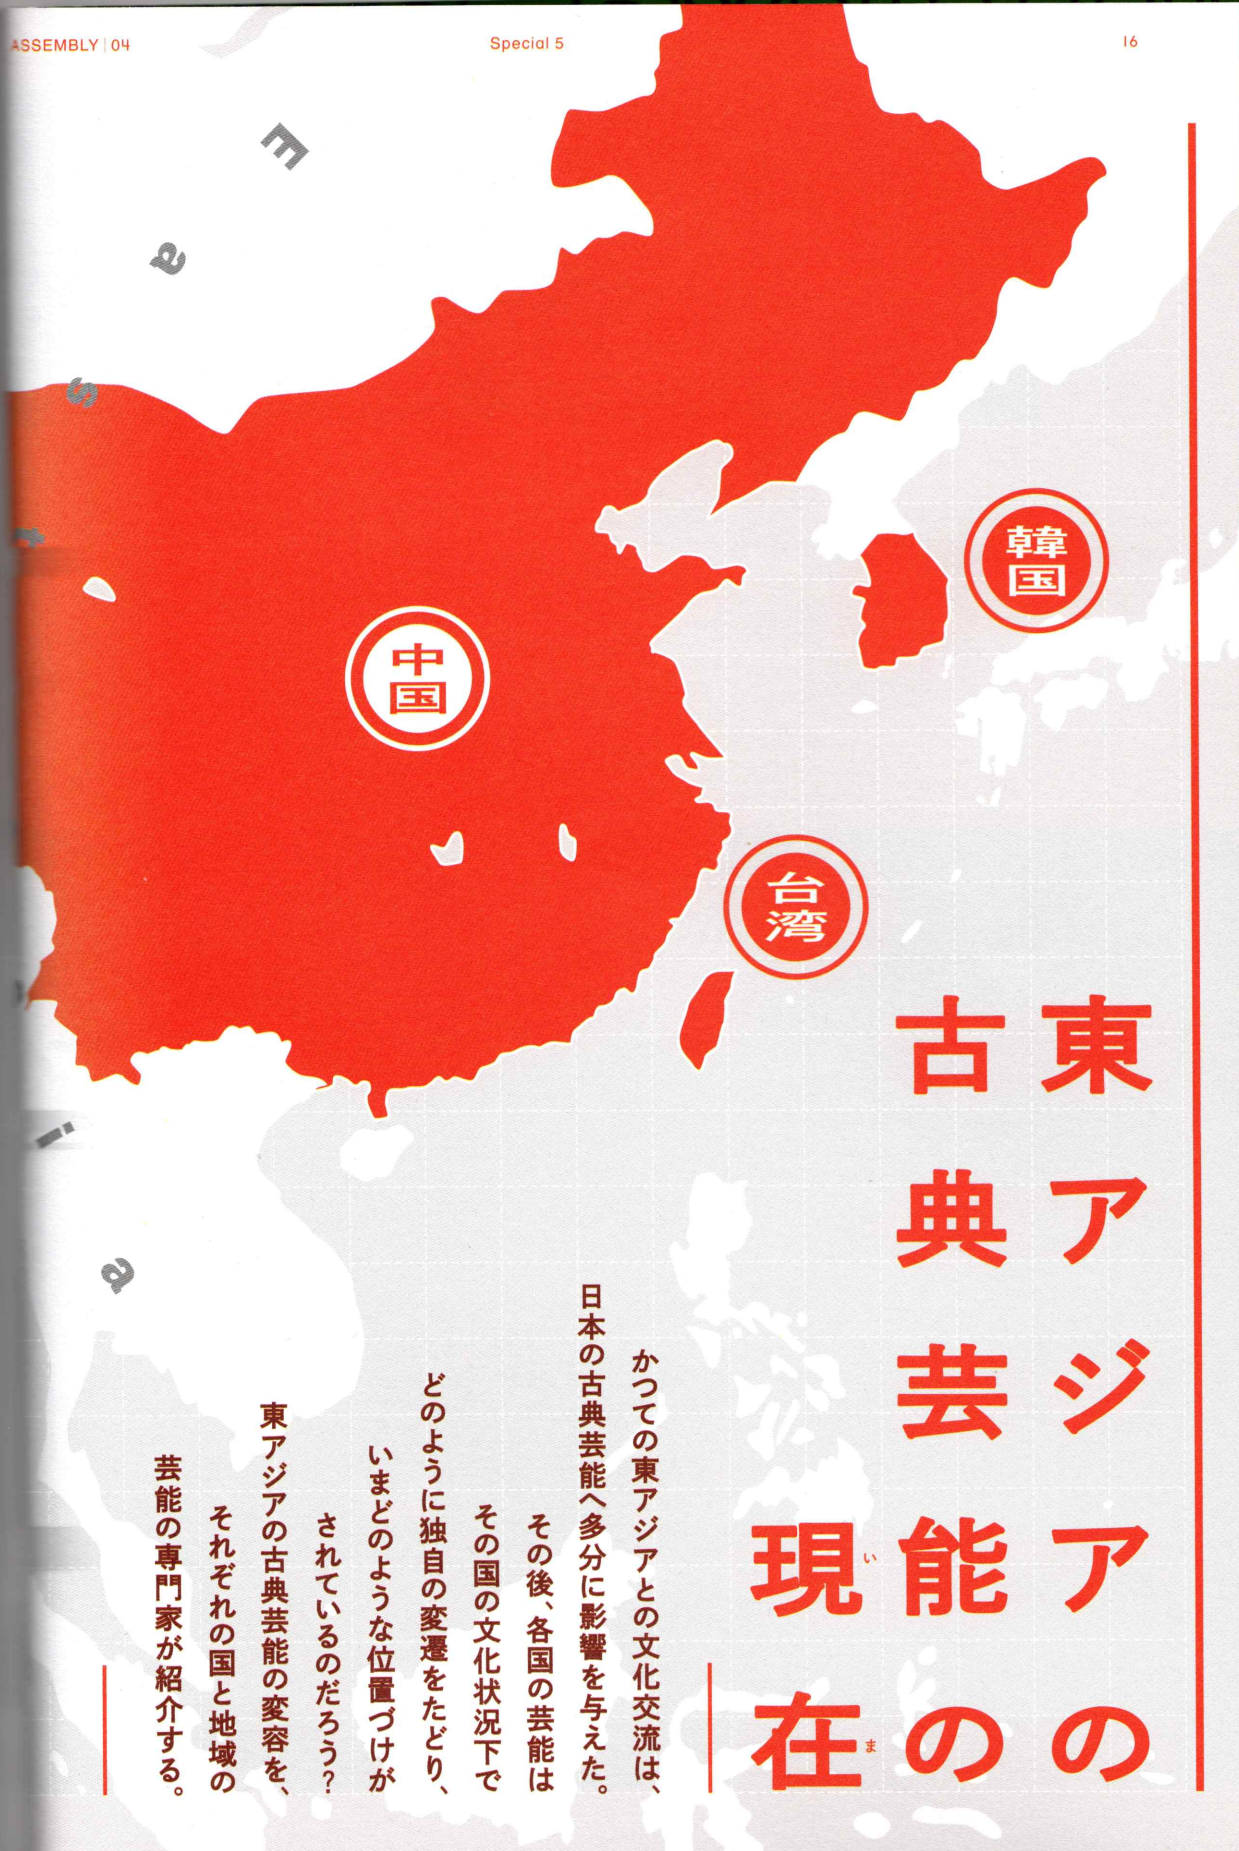 ASSEMBLY | 04
Special 5
16
東アジアの
古典芸能の
現在
いま
韓国
中国
台湾
E
a
s
t
i
a
かつての東アジアとの文化交流は、
日本の古典芸能へ多分に影響を与えた。
その後、各国の芸能は
その国の文化状況下で
どのように独自の変遷をたどり、
いまどのような位置づけが
されているのだろう?
東アジアの古典芸能の変容を、
それぞれの国と地域の
芸能の専門家が紹介する。